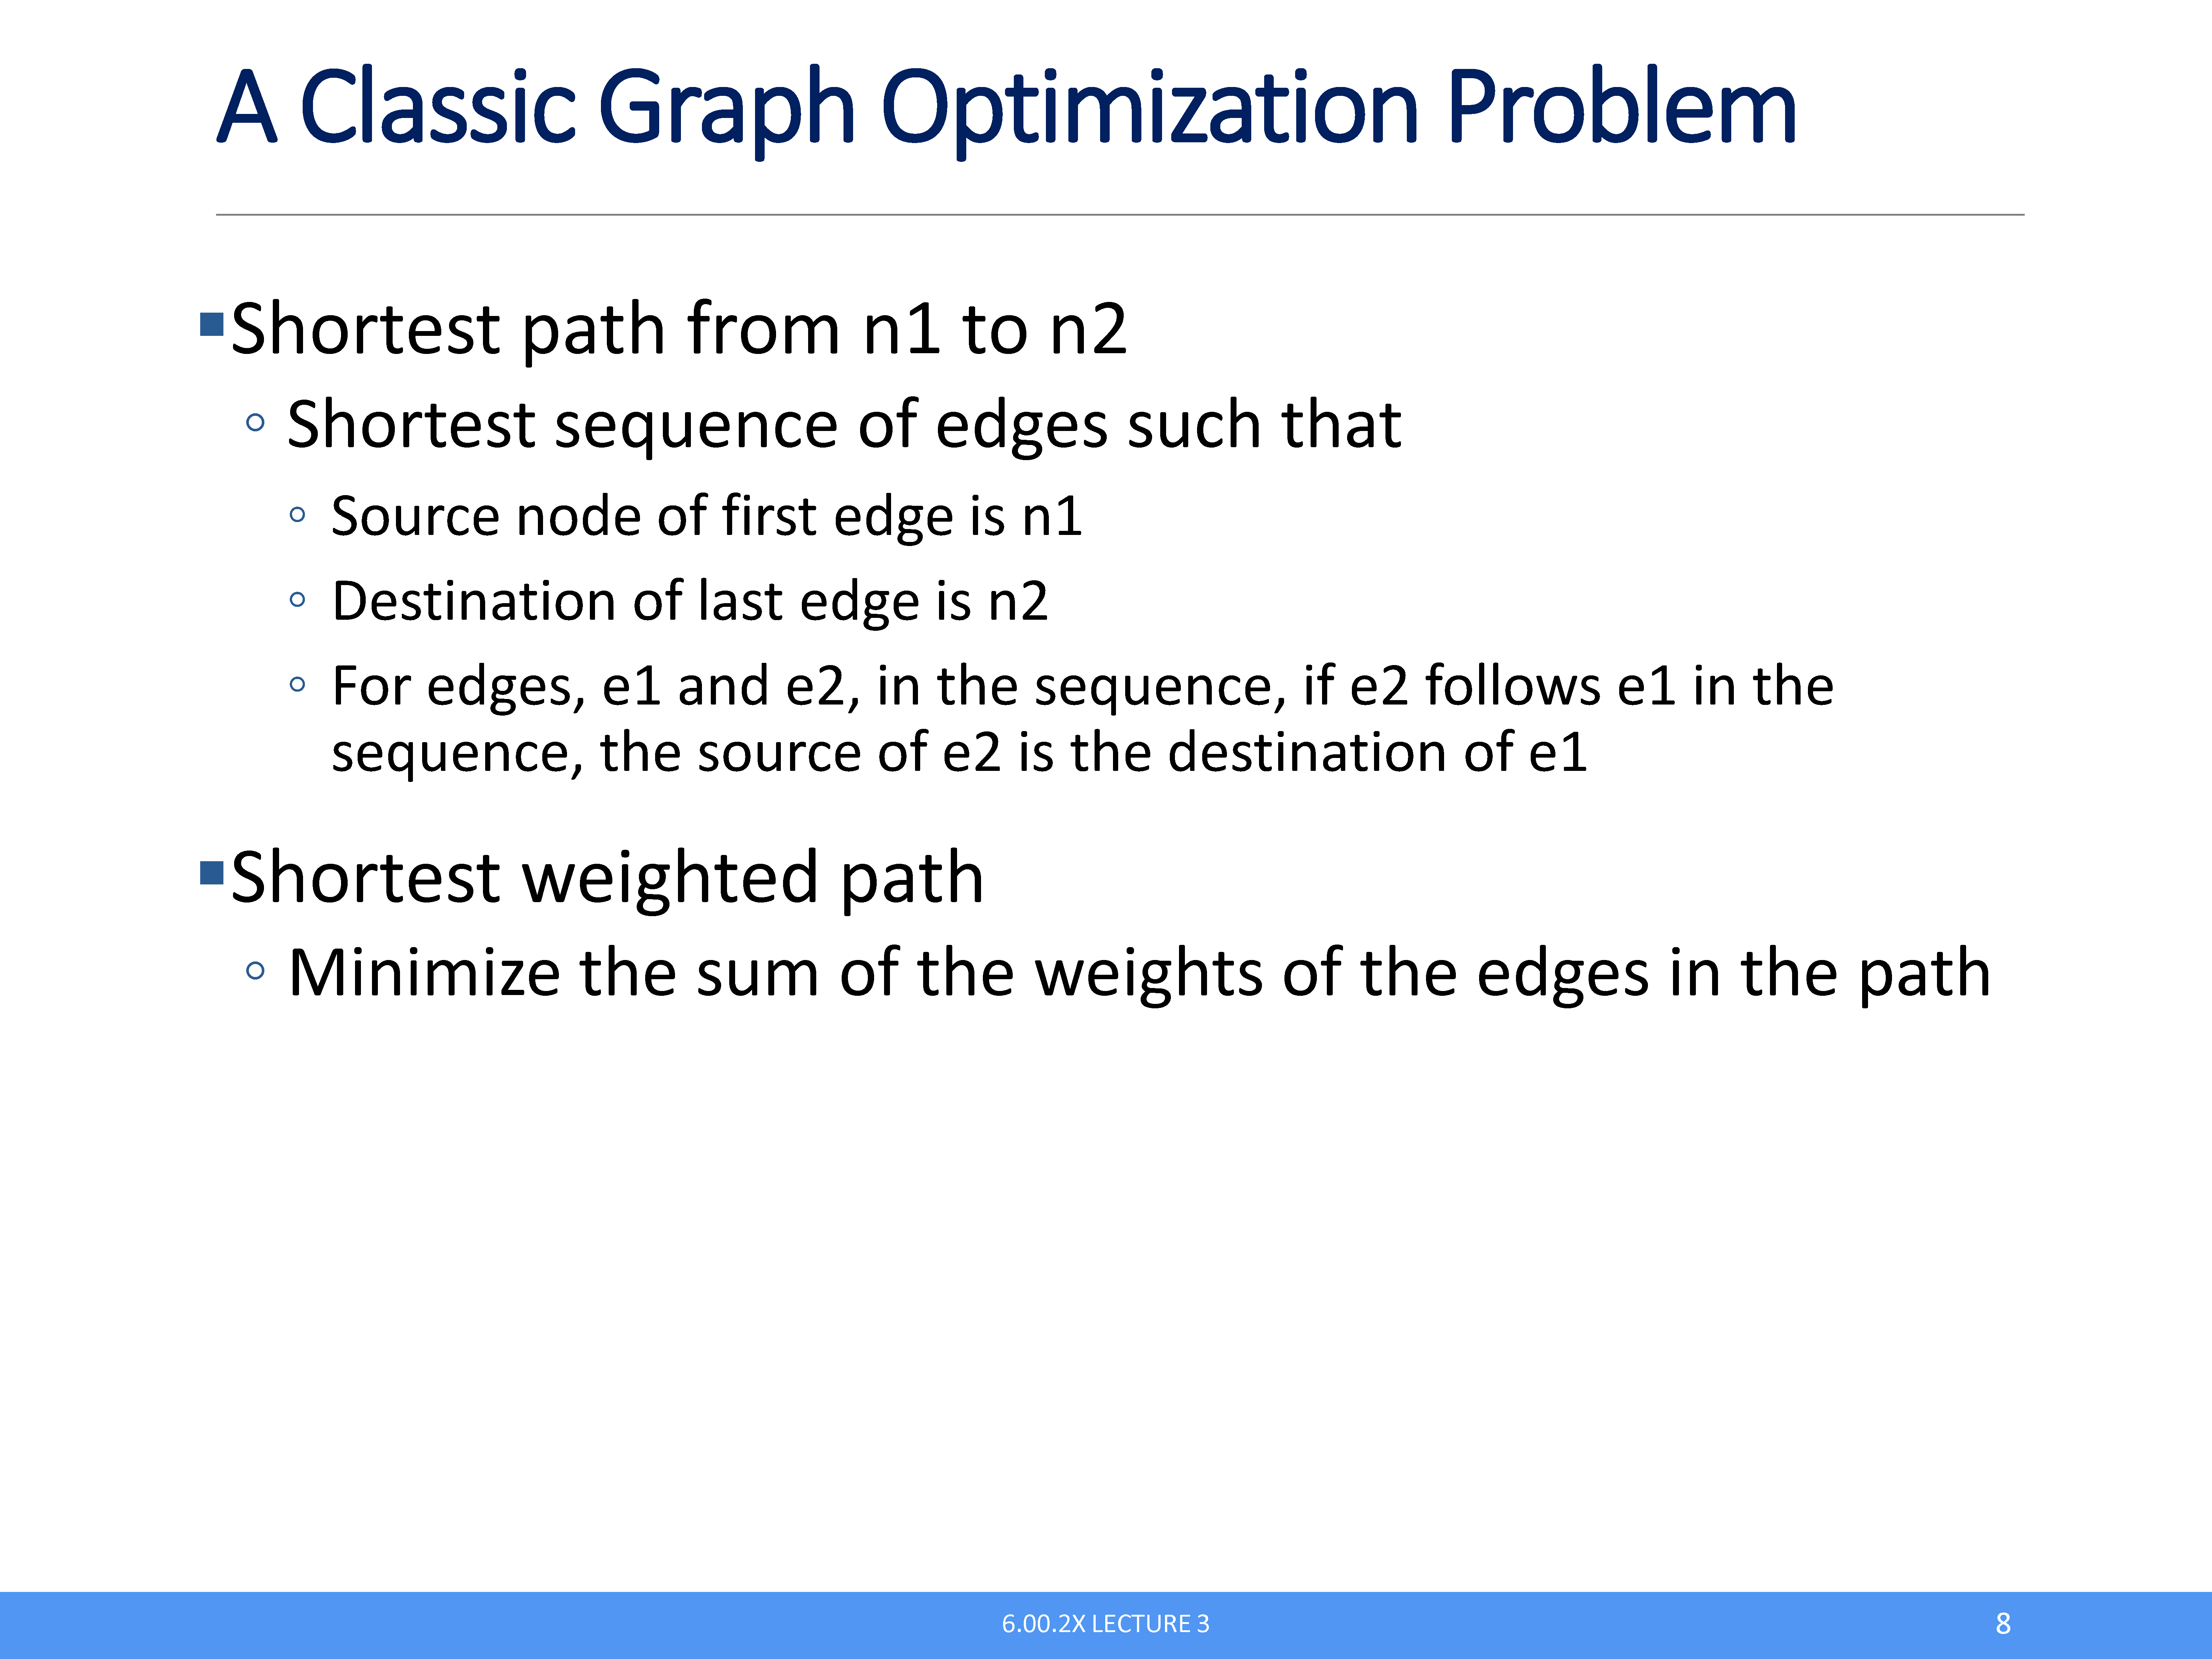 A Classic Graph Optimization Problem
▪Shortest path from n1 to n2
◦ Shortest sequence of edges such that
◦ Source node of first edge is n1
◦ Destination of last edge is n2
◦ For edges, e1 and e2, in the sequence, if e2 follows e1 in the
sequence, the source of e2 is the destination of e1
▪Shortest weighted path
◦ Minimize the sum of the weights of the edges in the path
6.00.2X LECTURE 3
8